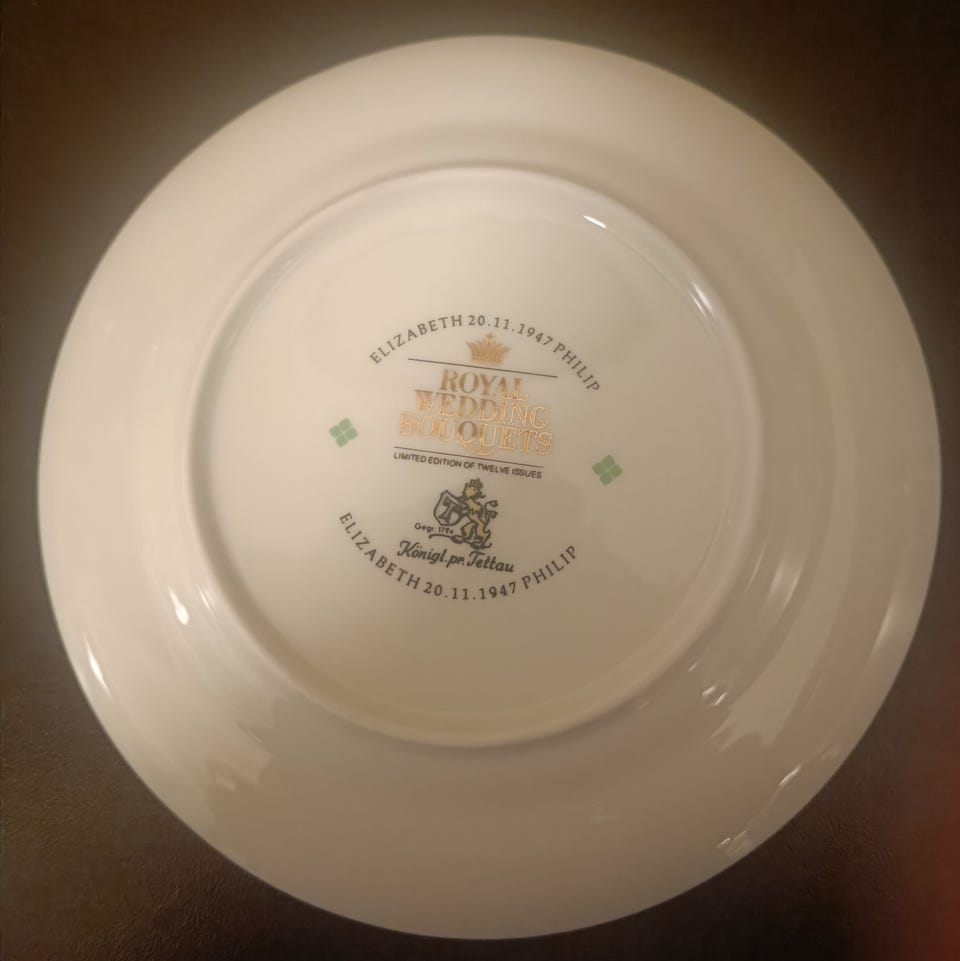 ELIZABETH 20.11.1947 PHILIP
ROYAL
WEDDING
BOUQUETS
LIMITED EDITION OF TWELVE ISSUES
T
Gegr. 1794
Königl. pr. Tettau
ELIZABETH 20.11.1947 PHILIP